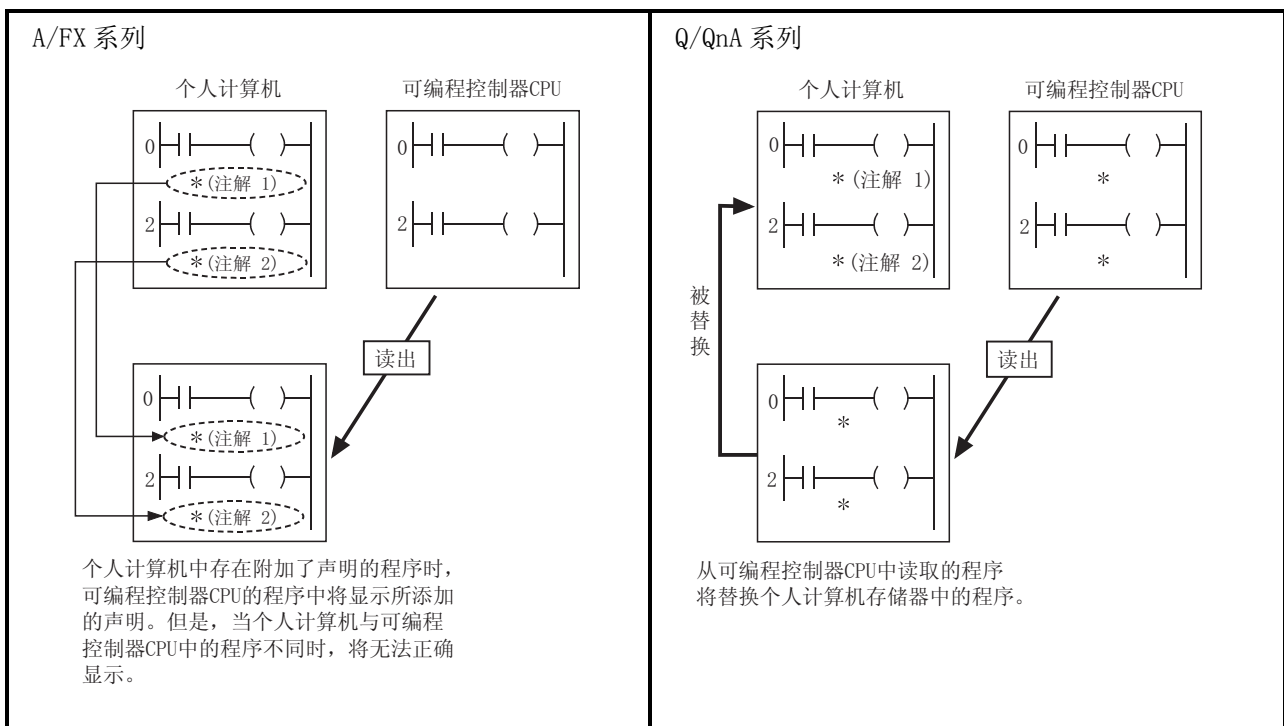 A/FX 系列
个人计算机
可编程控制器CPU
0
*(注解 1)
2
*(注解 2)
0
2
读出
0
*(注解 1)
2
*(注解 2)
个人计算机中存在附加了声明的程序时，
可编程控制器CPU的程序中将显示所添加
的声明。但是，当个人计算机与可编程
控制器CPU中的程序不同时，将无法正确
显示。
Q/QnA 系列
个人计算机
可编程控制器CPU
0
*(注解 1)
2
*(注解 2)
0
*
2
*
被替换
读出
0
*
2
*
从可编程控制器CPU中读取的程序
将替换个人计算机存储器中的程序。